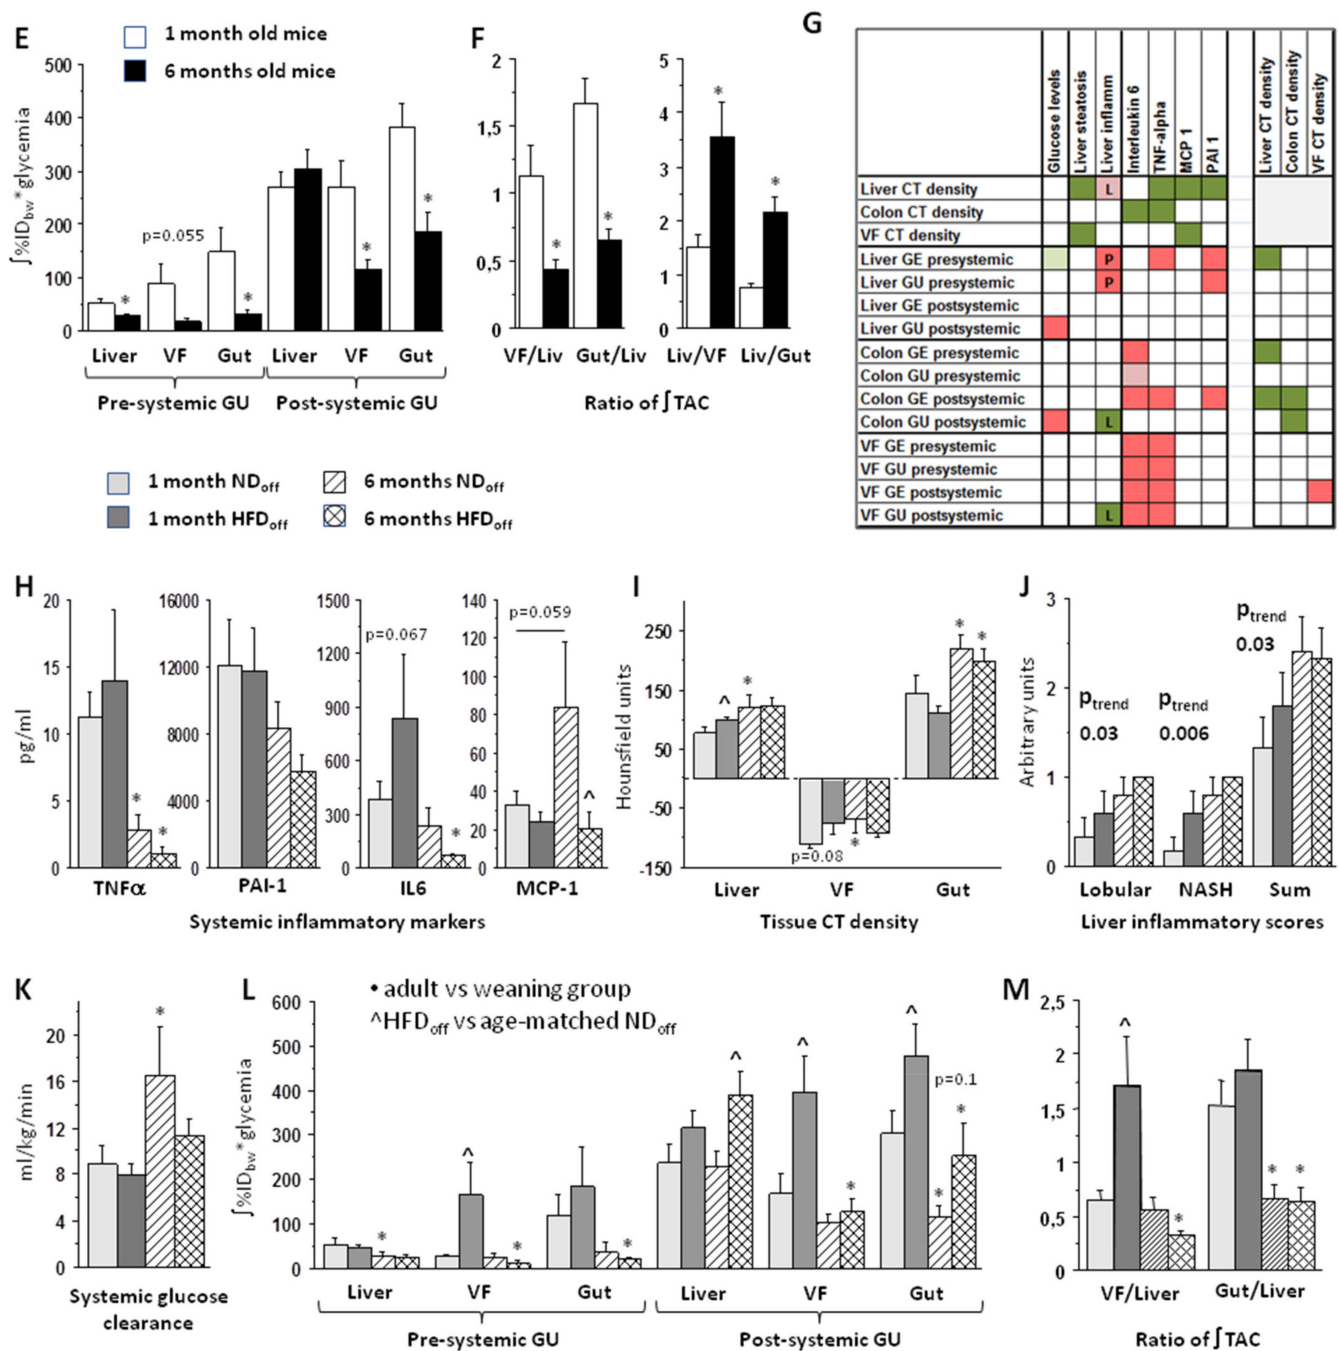 E
1 month old mice
6 months old mice
500
400
300
200
100
0
∫%ID_bw*glycemia
p=0.055
*
*
*
*
Liver VF Gut Liver VF Gut
Pre-systemic GU Post-systemic GU
F
2
1,5
1
0,5
0
*
*
5
4
3
2
1
0
*
*
VF/Liv Gut/Liv Liv/VF Liv/Gut
Ratio of ∫TAC
G
Glucose levels
Liver steatosis
Liver inflamm
Interleukin 6
TNF-alpha
MCP 1
PAI 1
Liver CT density
Colon CT density
VF CT density
Liver CT density L
Colon CT density
VF CT density
Liver GE presystemic P
Liver GU presystemic P
Liver GE postsystemic
Liver GU postsystemic
Colon GE presystemic
Colon GU presystemic
Colon GE postsystemic
Colon GU postsystemic L
VF GE presystemic
VF GU presystemic
VF GE postsystemic
VF GU postsystemic L
1 month ND_off
6 months ND_off
1 month HFD_off
6 months HFD_off
H
pg/ml
20
15
10
5
0
*
*
TNFα
16000
12000
8000
4000
0
PAI-1
1500
1200
900
600
300
0
p=0.067
*
IL6
140
120
100
80
60
40
20
0
p=0.059
^
MCP-1
Systemic inflammatory markers
I
Hounsfield units
250
150
50
-50
-150
^
*
p=0.08
*
*
*
Liver VF Gut
Tissue CT density
J
Arbitrary units
3
2
1
0
p_trend
0.03
p_trend
0.006
p_trend
0.03
Lobular NASH Sum
Liver inflammatory scores
K
ml/kg/min
20
16
12
8
4
0
*
Systemic glucose
clearance
L
• adult vs weaning group
^HFD_off vs age-matched ND_off
∫%ID_bw*glycemia
600
500
400
300
200
100
0
*
^
*
*
^
^
*
^
*
p=0.1
*
Liver VF Gut Liver VF Gut
Pre-systemic GU Post-systemic GU
M
2,5
2
1,5
1
0,5
0
^
*
*
*
VF/Liver Gut/Liver
Ratio of ∫TAC